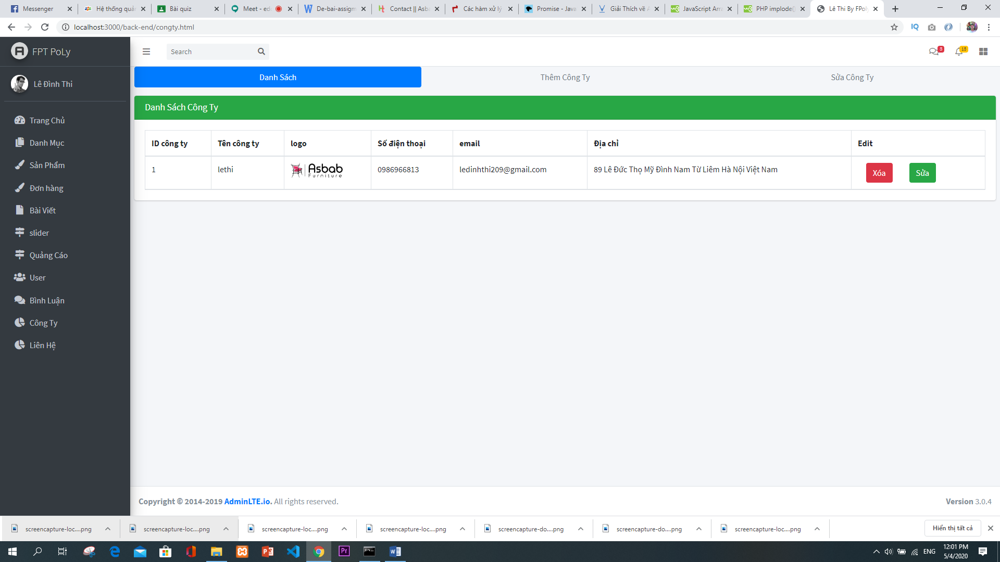 Messenger
Hệ thống quản
Bài quiz
Meet - edo
De-bai-assigm
Contact || Asba
Các hàm xử lý
Promise - Java
Giải Thích về A
JavaScript Arra
PHP implode()
Lê Thi By FPoly
localhost:3000/back-end/congty.html
IQ
FPT PoLy
Search
3
15
Lê Đình Thi
Danh Sách
Thêm Công Ty
Sửa Công Ty
Danh Sách Công Ty
ID công ty
Tên công ty
logo
Số điện thoại
email
Địa chỉ
Edit
1
lethi
Asbab
Furniture
0986966813
ledinhthi209@gmail.com
89 Lê Đức Thọ Mỹ Đình Nam Từ Liêm Hà Nội Việt Nam
Xóa
Sửa
Trang Chủ
Danh Mục
Sản Phẩm
Đơn hàng
Bài Viết
slider
Quảng Cáo
User
Bình Luận
Công Ty
Liên Hệ
Copyright © 2014-2019 AdminLTE.io. All rights reserved.
Version 3.0.4
screencapture-loc....png
screencapture-loc....png
screencapture-loc....png
screencapture-loc....png
screencapture-do....png
screencapture-do....png
screencapture-loc....png
Hiển thị tất cả
ENG
12:01 PM
5/4/2020